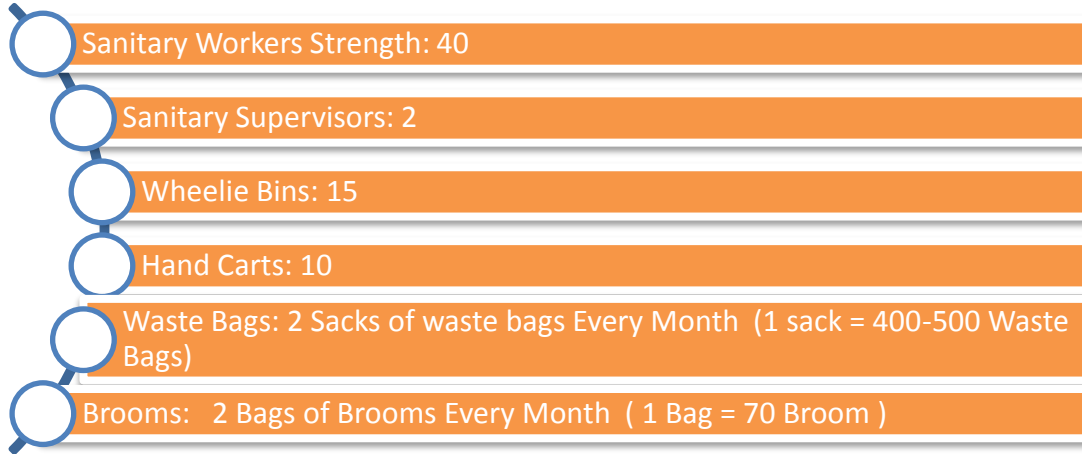 Sanitary Workers Strength: 40
Sanitary Supervisors: 2
Wheelie Bins: 15
Hand Carts: 10
Waste Bags: 2 Sacks of waste bags Every Month  (1 sack = 400-500 Waste
Bags)
Brooms:   2 Bags of Brooms Every Month  ( 1 Bag = 70 Broom )